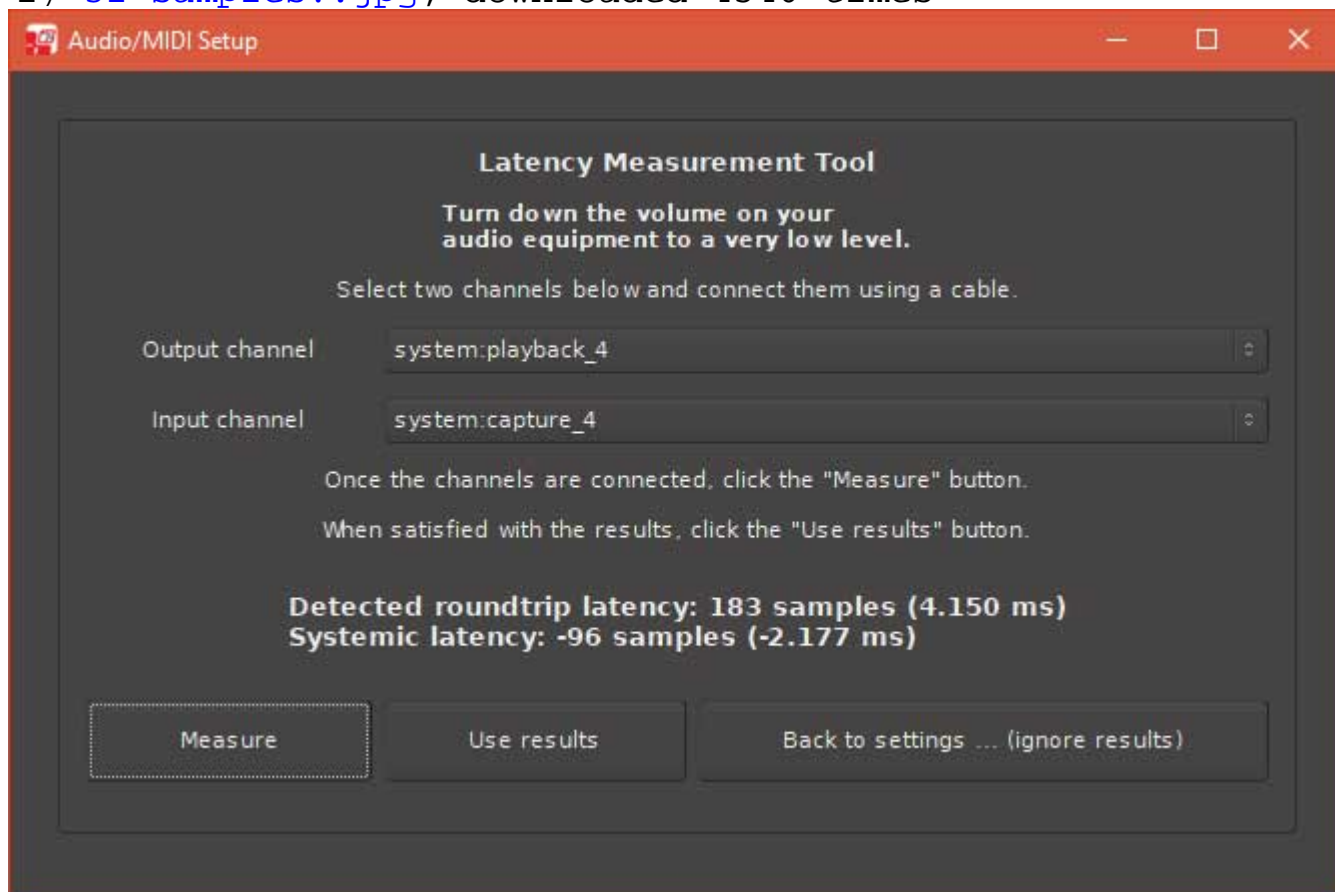 Audio/MIDI Setup
Latency Measurement Tool
Turn down the volume on your
audio equipment to a very low level.
Select two channels below and connect them using a cable.
Output channel system:playback_4
Input channel system:capture_4
Once the channels are connected, click the "Measure" button.
When satisfied with the results, click the "Use results" button.
Detected roundtrip latency: 183 samples (4.150 ms)
Systemic latency: -96 samples (-2.177 ms)
Measure Use results Back to settings ... (ignore results)